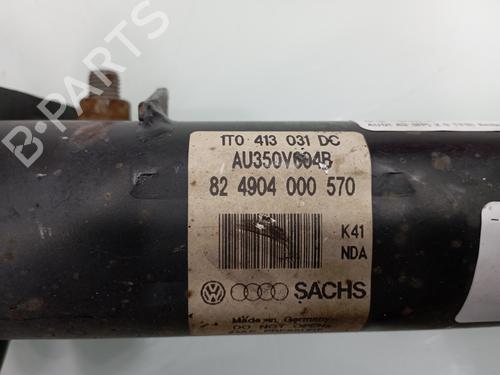 1T0 413 031 DC
AU350V604B
82 4904 000 570
K41
NDA
SACHS
Made in Germany
DO NOT OPEN
B-PARTS